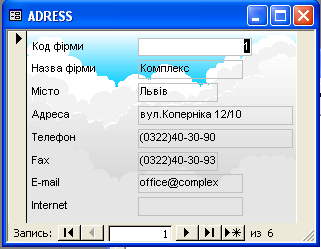 ADRESS
Код фірми 1
Назва фірми Комплекс
Місто Львів
Адреса вул.Коперніка 12/10
Телефон (0322)40-30-90
Fax (0322)40-30-93
E-mail office@complex
Internet
Запись: 1 из 6